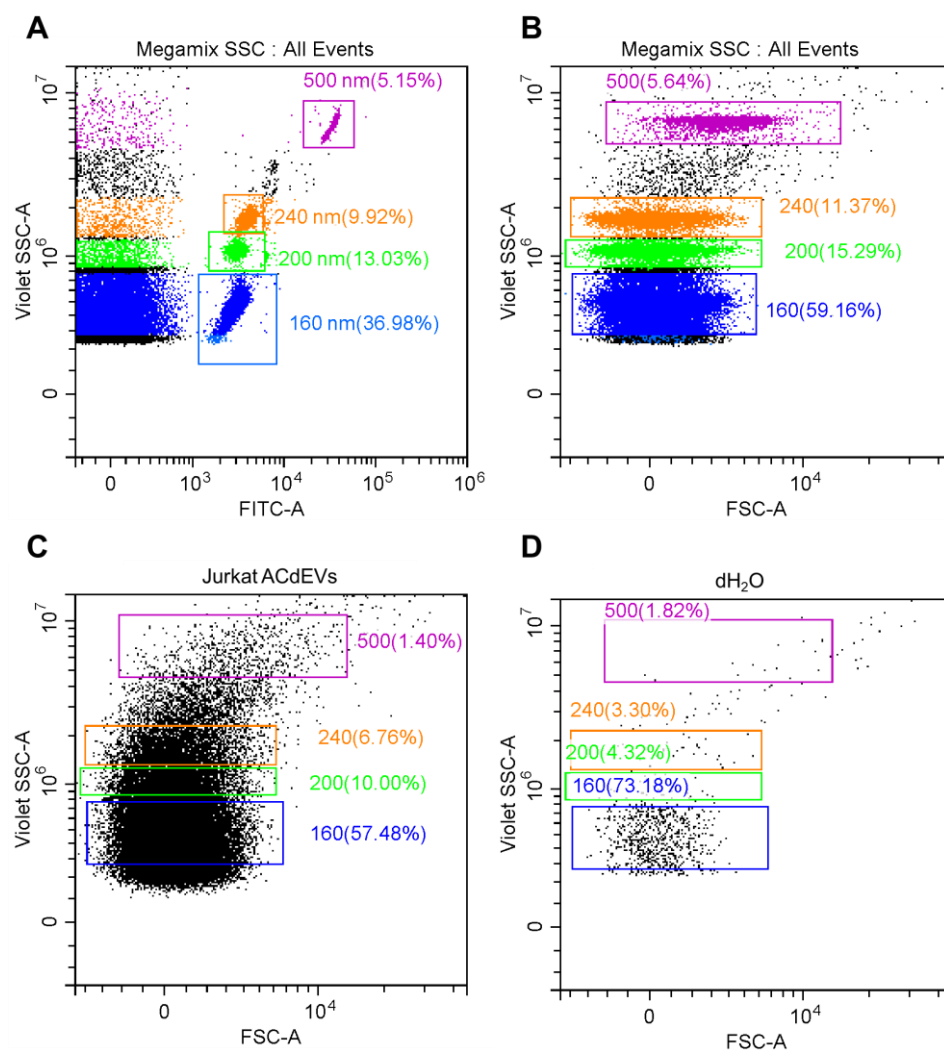 A
Megamix SSC : All Events
500 nm(5.15%)
240 nm(9.92%)
200 nm(13.03%)
160 nm(36.98%)
Violet SSC-A
10^7
10^6
0
0
10^3
10^4
10^5
10^6
FITC-A
B
Megamix SSC : All Events
500(5.64%)
240(11.37%)
200(15.29%)
160(59.16%)
Violet SSC-A
10^7
10^6
0
0
10^4
FSC-A
C
Jurkat ACdEVs
500(1.40%)
240(6.76%)
200(10.00%)
160(57.48%)
Violet SSC-A
10^7
10^6
0
0
10^4
FSC-A
D
dH₂O
500(1.82%)
240(3.30%)
200(4.32%)
160(73.18%)
Violet SSC-A
10^7
10^6
0
0
10^4
FSC-A